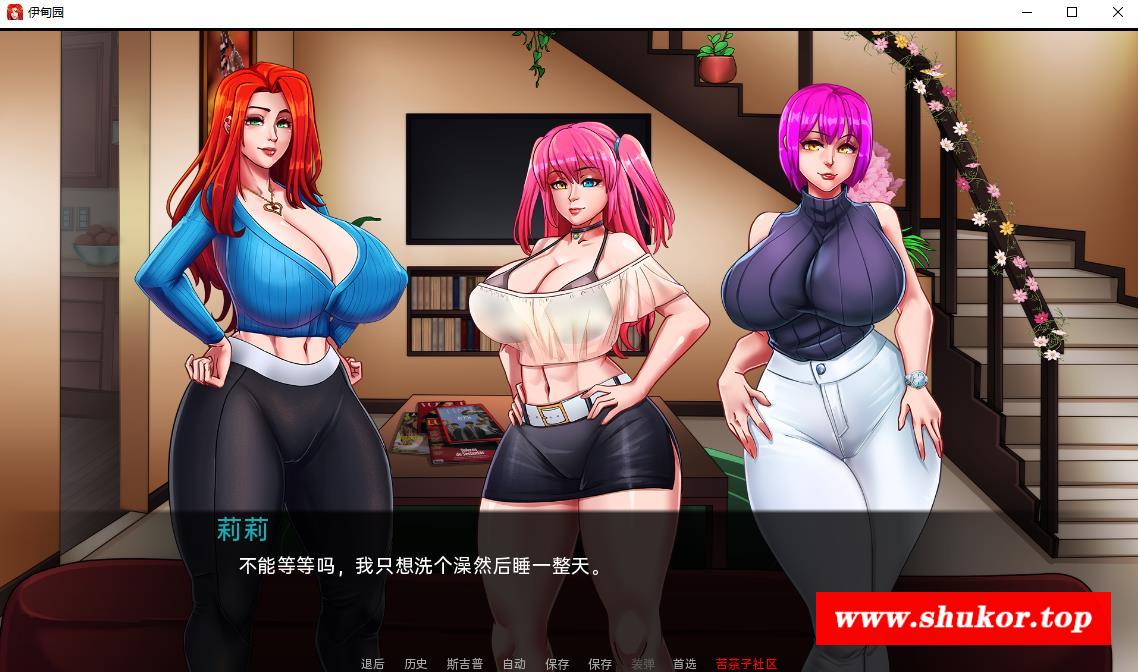 伊甸园
莉莉
不能等等吗，我只想洗个澡然后睡一整天。
www.shukor.top
退后 历史 斯吉普 自动 保存 保存 装弹 首选 苦茶子社区